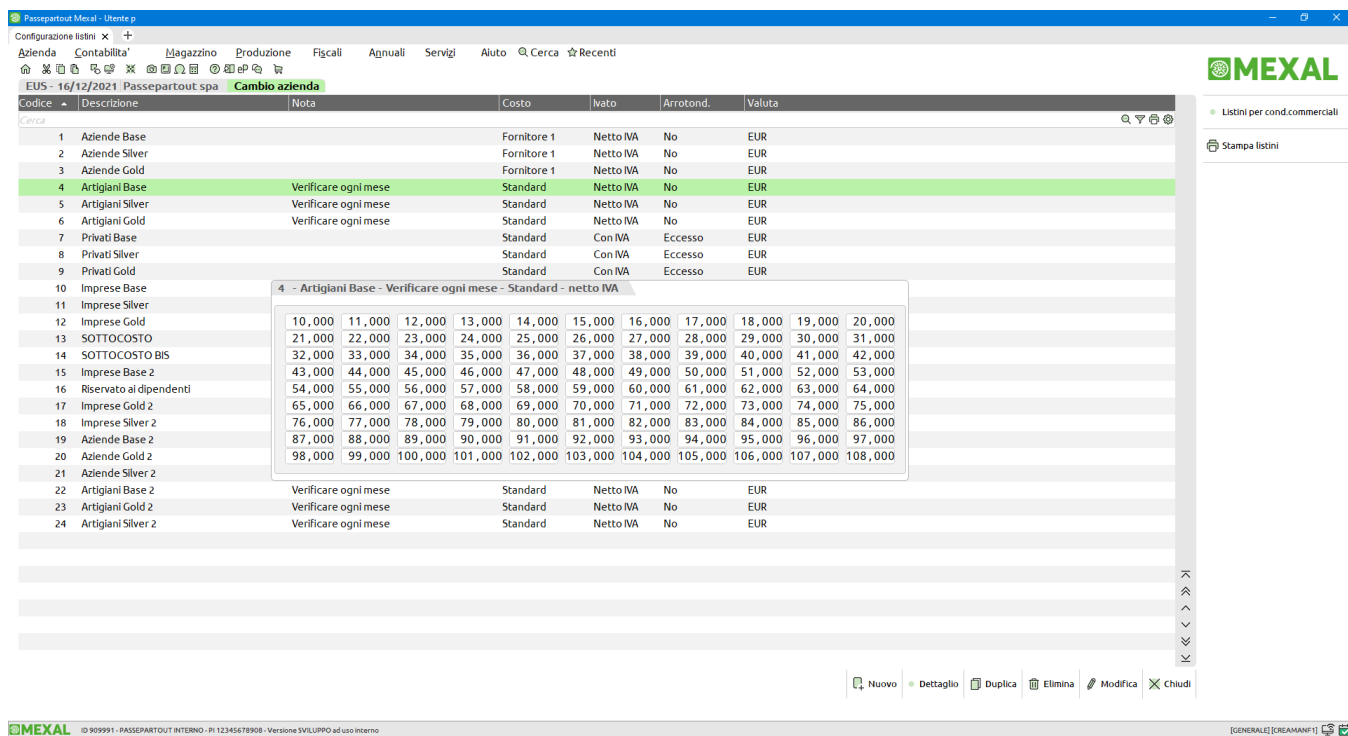 Passepartout Mexal - Utente p
Configurazione listini
Azienda Contabilita' Magazzino Produzione Fiscali Annuali Servizi Aiuto Cerca Recenti
EUS - 16/12/2021 Passepartout spa Cambio azienda
MEXAL
Codice Descrizione Nota Costo Ivato Arrotond. Valuta
Cerca
Listini per cond.commerciali
Stampa listini
1 Aziende Base Fornitore 1 Netto IVA No EUR
2 Aziende Silver Fornitore 1 Netto IVA No EUR
3 Aziende Gold Fornitore 1 Netto IVA No EUR
4 Artigiani Base Verificare ogni mese Standard Netto IVA No EUR
5 Artigiani Silver Verificare ogni mese Standard Netto IVA No EUR
6 Artigiani Gold Verificare ogni mese Standard Netto IVA No EUR
7 Privati Base Standard Con IVA Eccesso EUR
8 Privati Silver Standard Con IVA Eccesso EUR
9 Privati Gold Standard Con IVA Eccesso EUR
10 Imprese Base
11 Imprese Silver
12 Imprese Gold
13 SOTTOCOSTO
14 SOTTOCOSTO BIS
15 Imprese Base 2
16 Riservato ai dipendenti
17 Imprese Gold 2
18 Imprese Silver 2
19 Aziende Base 2
20 Aziende Gold 2
21 Aziende Silver 2
4 - Artigiani Base - Verificare ogni mese - Standard - netto IVA
10,000 11,000 12,000 13,000 14,000 15,000 16,000 17,000 18,000 19,000 20,000
21,000 22,000 23,000 24,000 25,000 26,000 27,000 28,000 29,000 30,000 31,000
32,000 33,000 34,000 35,000 36,000 37,000 38,000 39,000 40,000 41,000 42,000
43,000 44,000 45,000 46,000 47,000 48,000 49,000 50,000 51,000 52,000 53,000
54,000 55,000 56,000 57,000 58,000 59,000 60,000 61,000 62,000 63,000 64,000
65,000 66,000 67,000 68,000 69,000 70,000 71,000 72,000 73,000 74,000 75,000
76,000 77,000 78,000 79,000 80,000 81,000 82,000 83,000 84,000 85,000 86,000
87,000 88,000 89,000 90,000 91,000 92,000 93,000 94,000 95,000 96,000 97,000
98,000 99,000 100,000 101,000 102,000 103,000 104,000 105,000 106,000 107,000 108,000
22 Artigiani Base 2 Verificare ogni mese Standard Netto IVA No EUR
23 Artigiani Gold 2 Verificare ogni mese Standard Netto IVA No EUR
24 Artigiani Silver 2 Verificare ogni mese Standard Netto IVA No EUR
Nuovo Dettaglio Duplica Elimina Modifica Chiudi
MEXAL ID 909991 - PASSEPARTOUT INTERNO - PI 12345678908 - Versione SVILUPPO ad uso interno [GENERALE] [CREAMANF1]